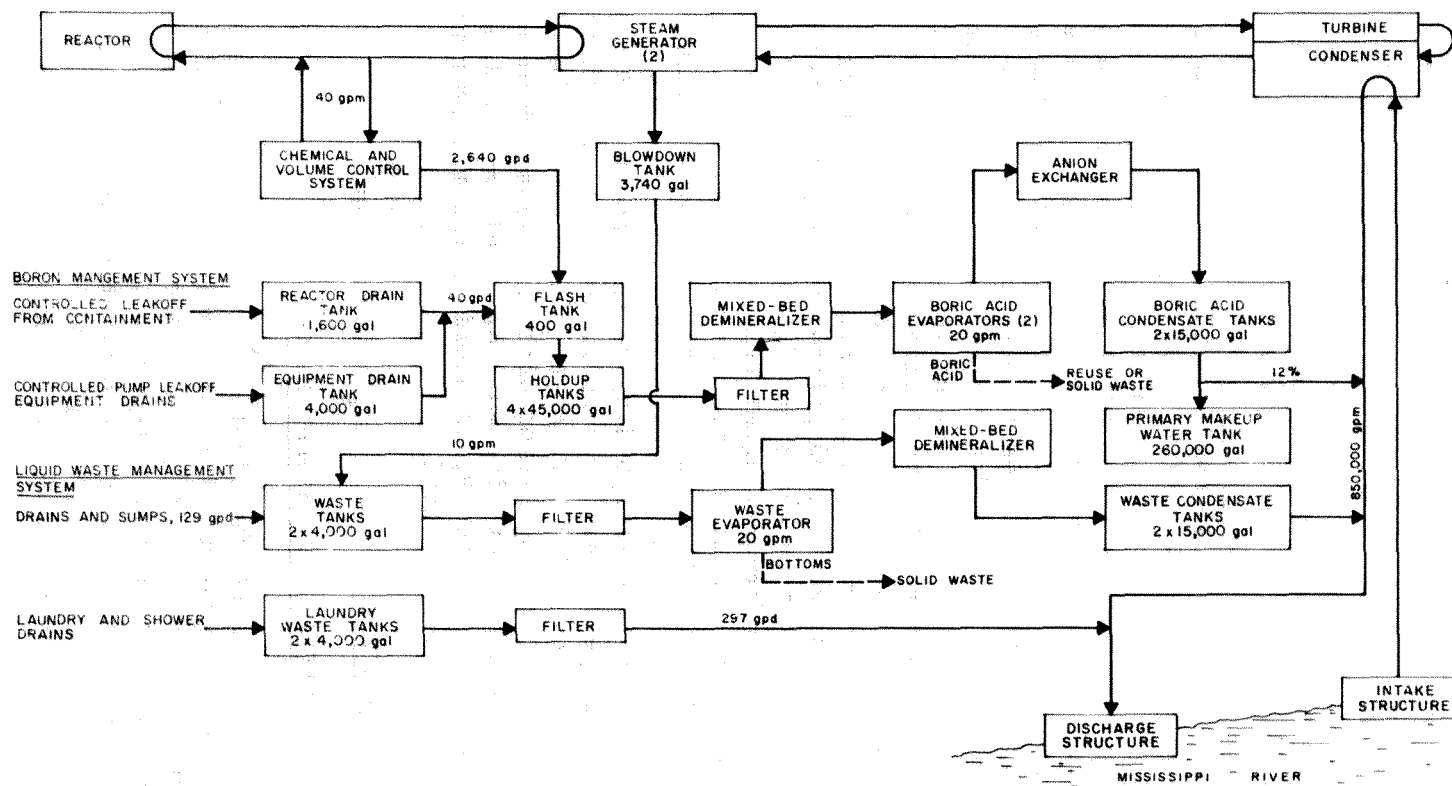 REACTOR
STEAM
GENERATOR
(2)
TURBINE
CONDENSER
40 gpm
CHEMICAL AND
VOLUME CONTROL
SYSTEM
2,640 gpd
BLOWDOWN
TANK
3,740 gal
ANION
EXCHANGER
BORON MANGEMENT SYSTEM
CONTROLLED LEAKOFF
FROM CONTAINMENT
REACTOR DRAIN
TANK
1,600 gal
40 gpd
FLASH
TANK
400 gal
MIXED-BED
DEMINERALIZER
BORIC ACID
EVAPORATORS (2)
20 gpm
BORIC ACID
CONDENSATE TANKS
2x15,000 gal
BORIC
ACID
REUSE OR
SOLID WASTE
12%
CONTROLLED PUMP LEAKOFF
EQUIPMENT DRAINS
EQUIPMENT DRAIN
TANK
4,000 gal
HOLDUP
TANKS
4x45,000 gal
FILTER
PRIMARY MAKEUP
WATER TANK
260,000 gal
850,000 gpm
10 gpm
MIXED-BED
DEMINERALIZER
LIQUID WASTE MANAGEMENT
SYSTEM
DRAINS AND SUMPS, 129 gpd
WASTE
TANKS
2x4,000 gal
FILTER
WASTE
EVAPORATOR
20 gpm
WASTE CONDENSATE
TANKS
2x15,000 gal
BOTTOMS
SOLID WASTE
LAUNDRY AND SHOWER
DRAINS
LAUNDRY
WASTE TANKS
2x4,000 gal
FILTER
297 gpd
INTAKE
STRUCTURE
DISCHARGE
STRUCTURE
MISSISSIPPI RIVER